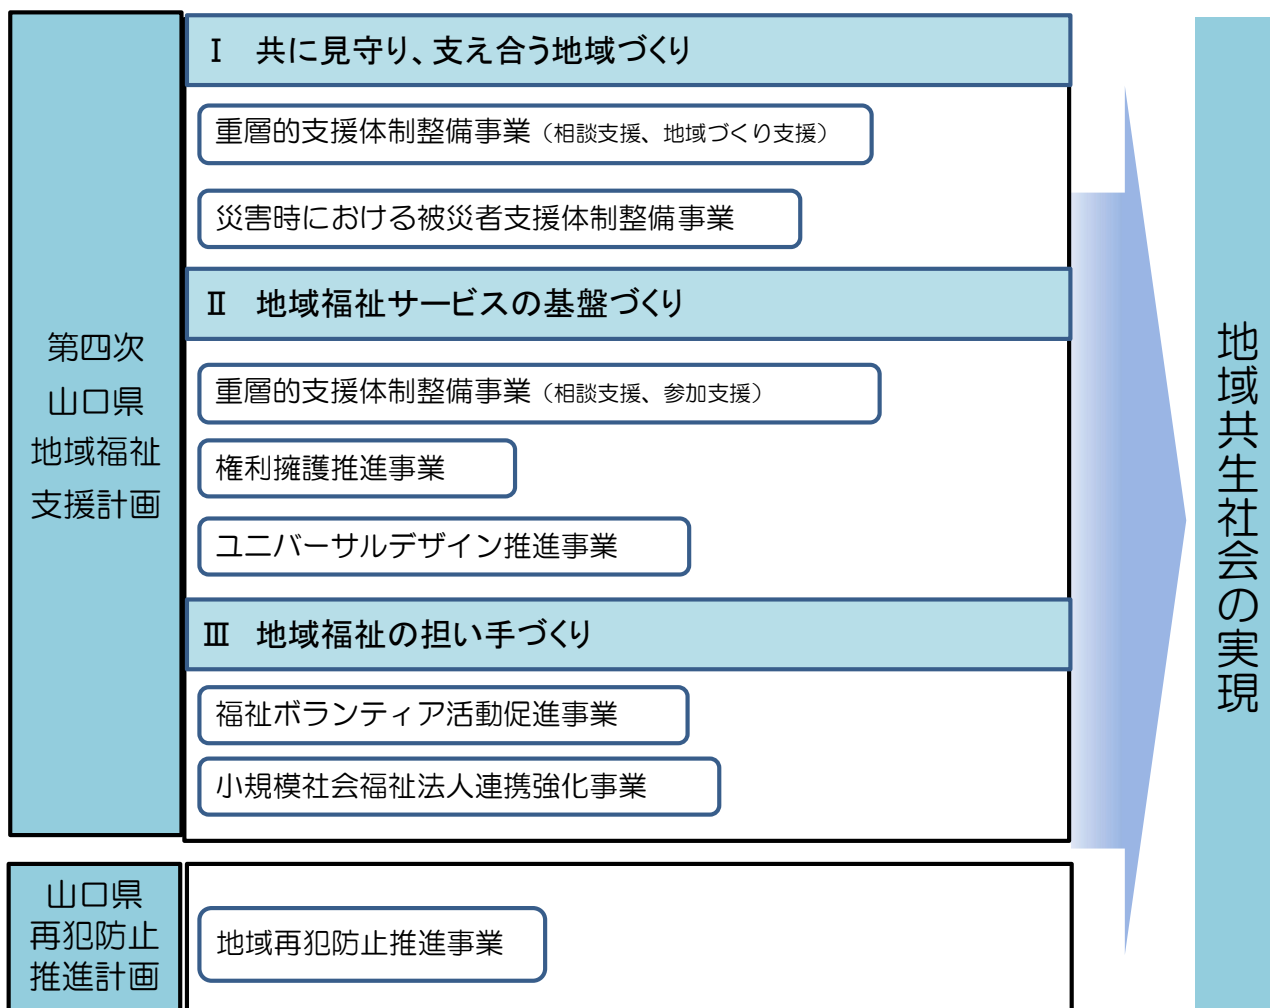 第四次
山口県
地域福祉
支援計画
Ⅰ 共に見守り、支え合う地域づくり
重層的支援体制整備事業（相談支援、地域づくり支援）
災害時における被災者支援体制整備事業
Ⅱ 地域福祉サービスの基盤づくり
重層的支援体制整備事業（相談支援、参加支援）
権利擁護推進事業
ユニバーサルデザイン推進事業
Ⅲ 地域福祉の担い手づくり
福祉ボランティア活動促進事業
小規模社会福祉法人連携強化事業
山口県
再犯防止
推進計画
地域再犯防止推進事業
地域共生社会の実現